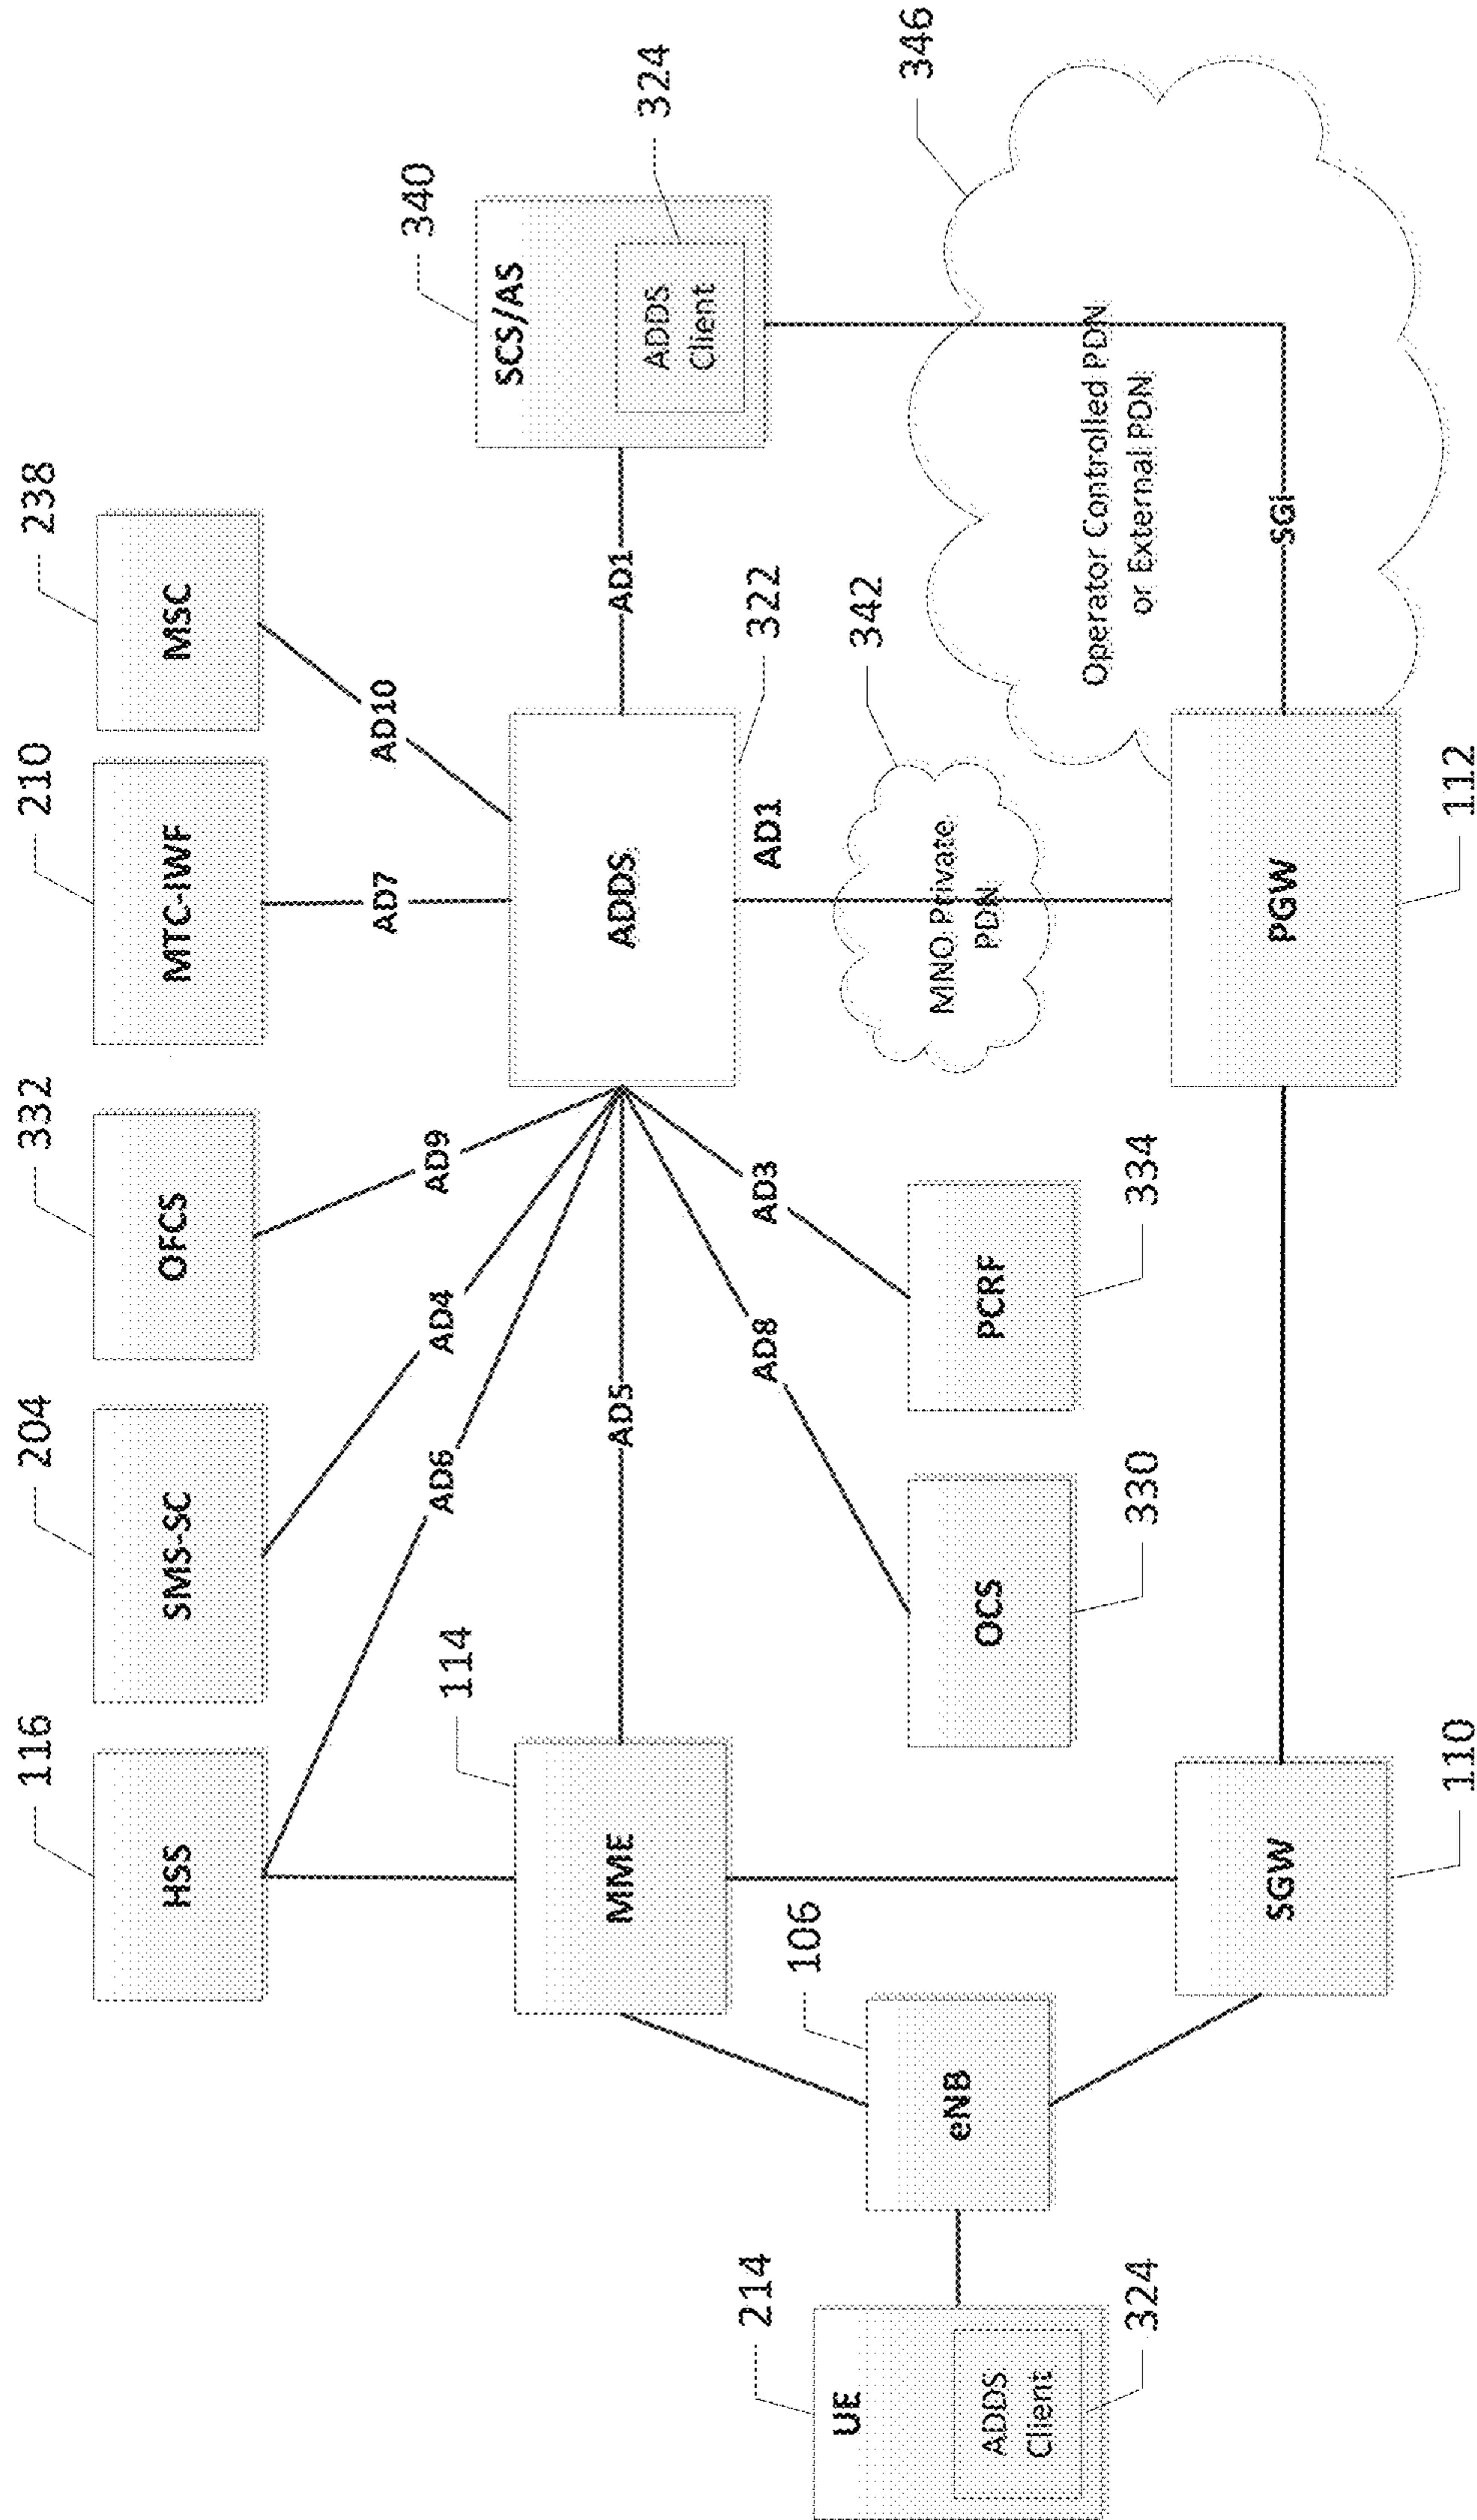 116
204
332
210
238
HSS
SMS-SC
OFCS
MTC-IWF
MSC
340
SCS/AS
ADDS
Client
324
AD6
AD4
AD9
AD7
AD10
114
MME
AD5
ADDS
AD1
322
AD8
AD3
AD1
342
MNO Private
PDN
346
Operator Controlled PDN
or External PDN
214
UE
ADDS
Client
324
106
eNB
OCS
330
PCRF
334
SGW
110
PGW
112
SGi